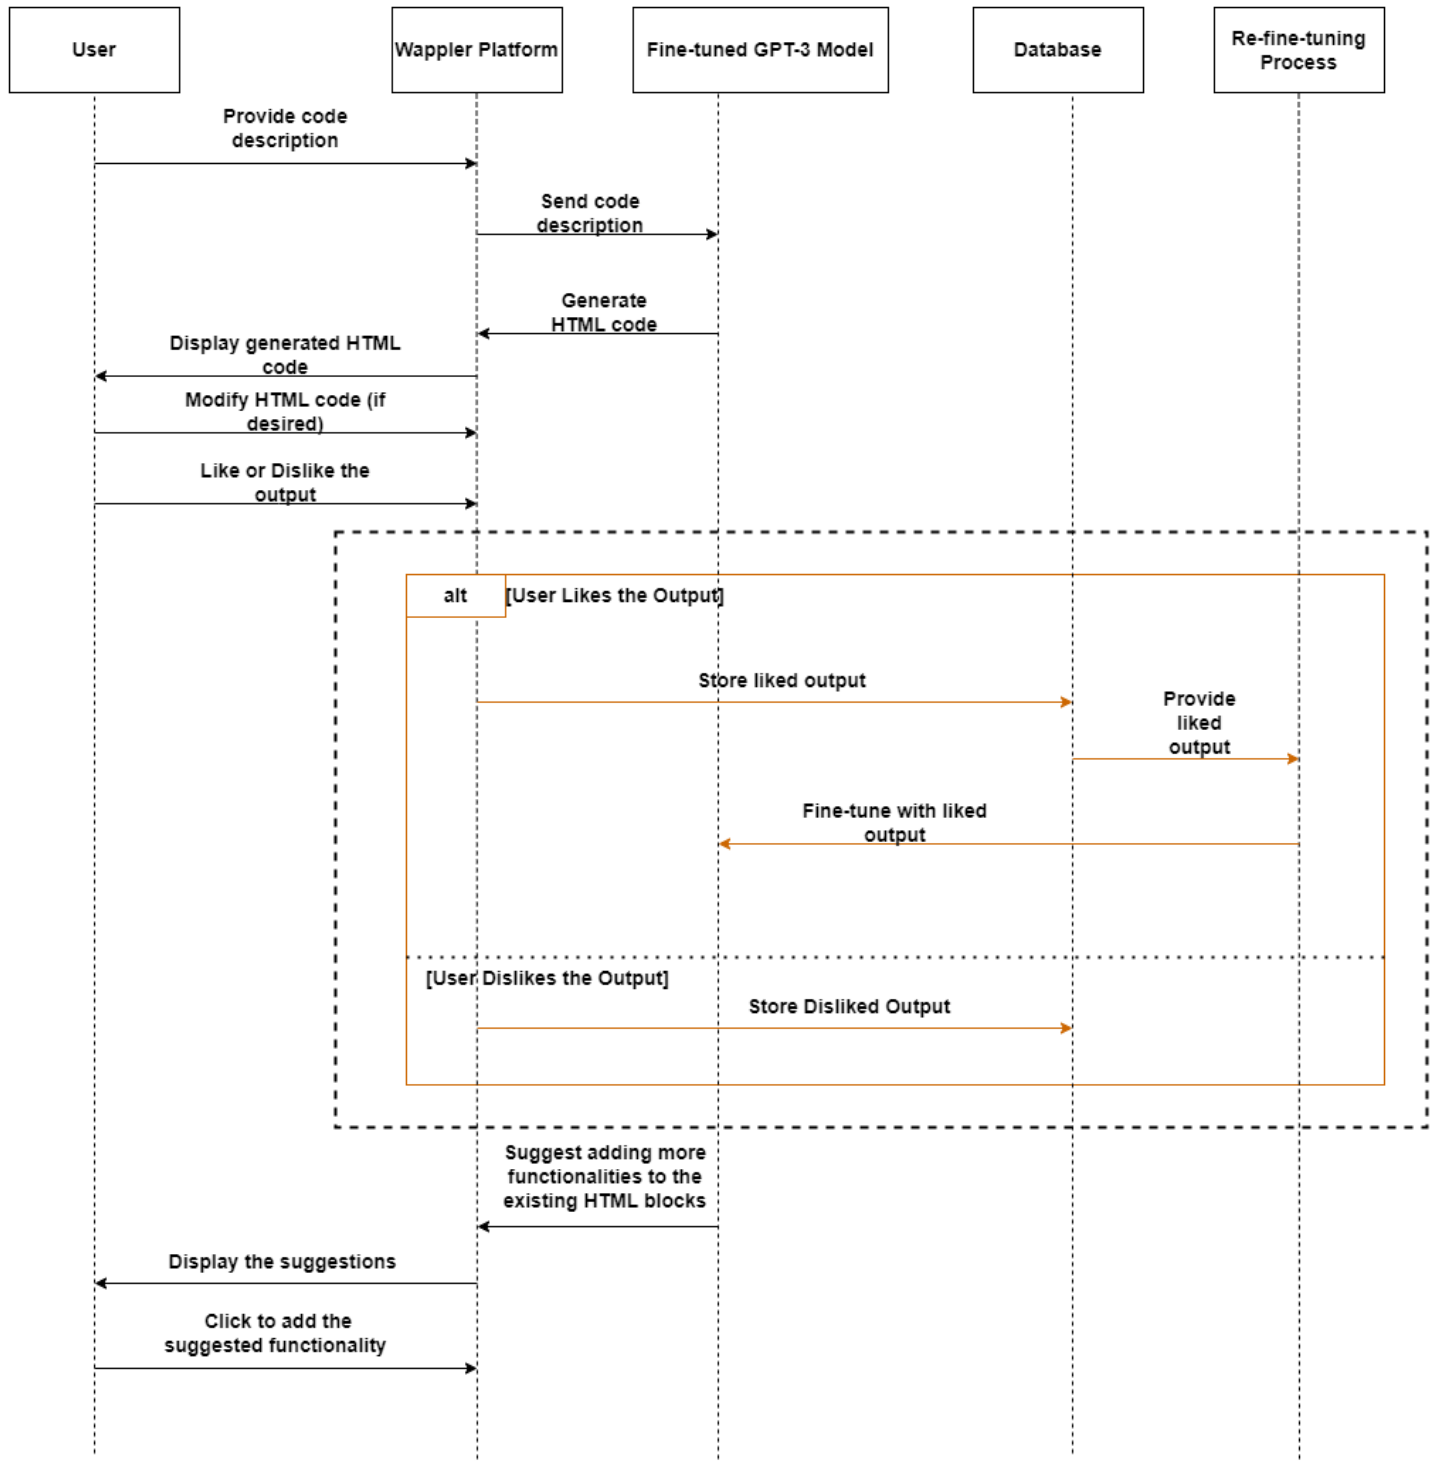 User
Wappler Platform
Fine-tuned GPT-3 Model
Database
Re-fine-tuning
Process
Provide code
description
Send code
description
Generate
HTML code
Display generated HTML
code
Modify HTML code (if
desired)
Like or Dislike the
output
alt
[User Likes the Output]
Store liked output
Provide
liked
output
Fine-tune with liked
output
[User Dislikes the Output]
Store Disliked Output
Suggest adding more
functionalities to the
existing HTML blocks
Display the suggestions
Click to add the
suggested functionality